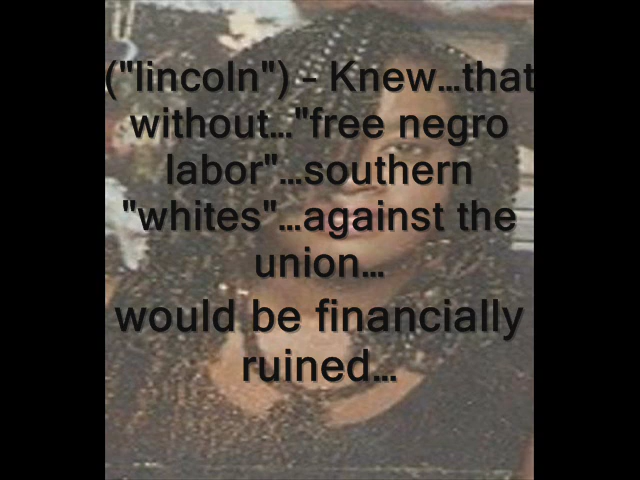 ("lincoln") – Knew...that
without..."free negro
labor"...southern
"whites"...against the
union...
would be financially
ruined...